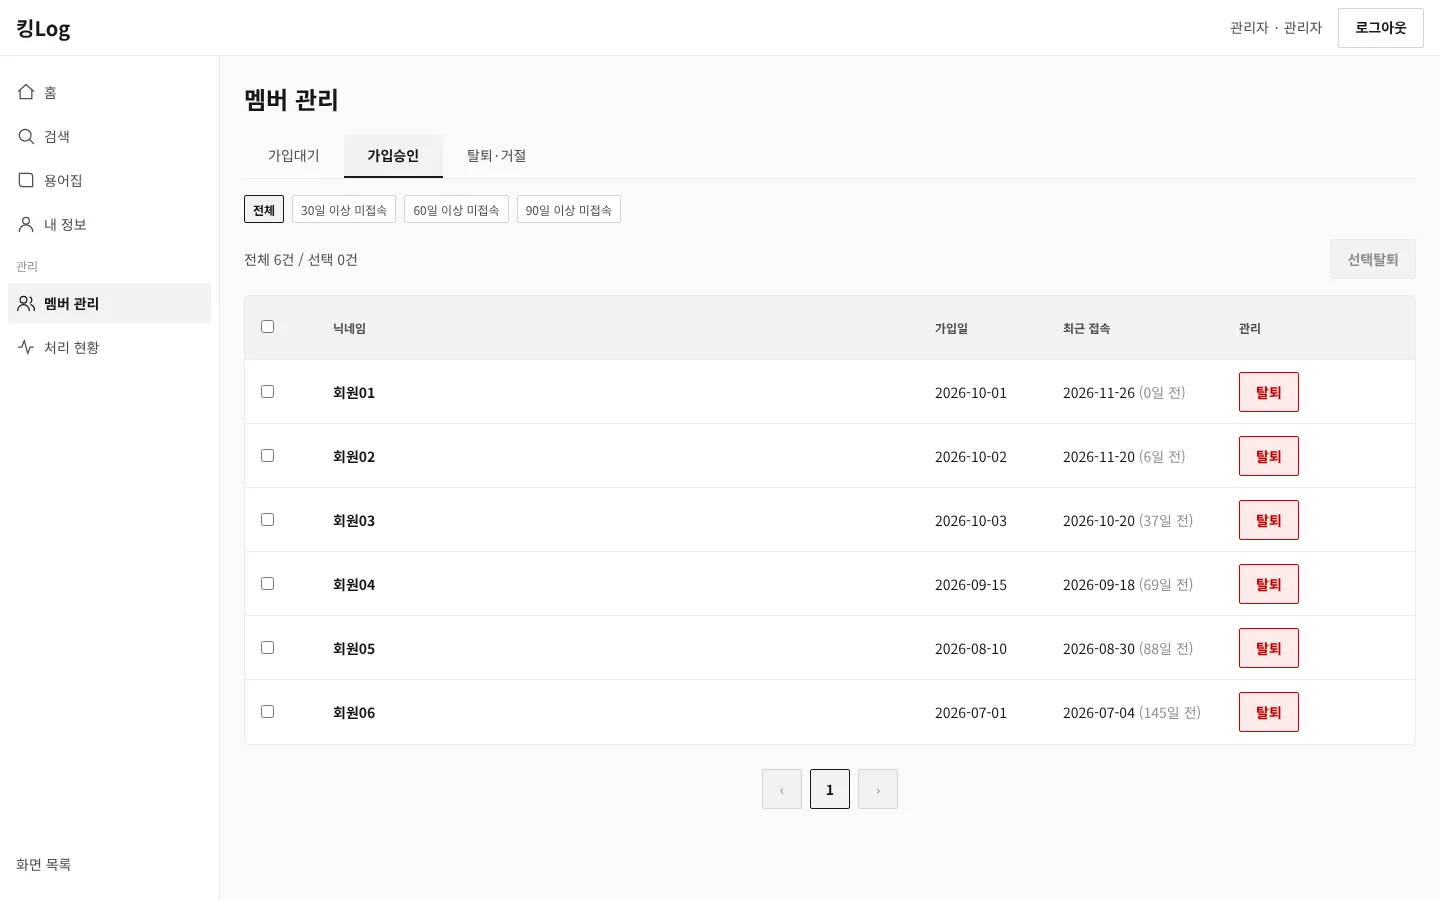 킹Log
관리자 · 관리자
로그아웃
홈
검색
용어집
내 정보
관리
멤버 관리
처리 현황
화면 목록
멤버 관리
가입대기
가입승인
탈퇴·거절
전체
30일 이상 미접속
60일 이상 미접속
90일 이상 미접속
전체 6건 / 선택 0건
선택탈퇴
닉네임 가입일 최근 접속 관리
회원01 2026-10-01 2026-11-26 (0일 전) 탈퇴
회원02 2026-10-02 2026-11-20 (6일 전) 탈퇴
회원03 2026-10-03 2026-10-20 (37일 전) 탈퇴
회원04 2026-09-15 2026-09-18 (69일 전) 탈퇴
회원05 2026-08-10 2026-08-30 (88일 전) 탈퇴
회원06 2026-07-01 2026-07-04 (145일 전) 탈퇴
‹ 1 ›